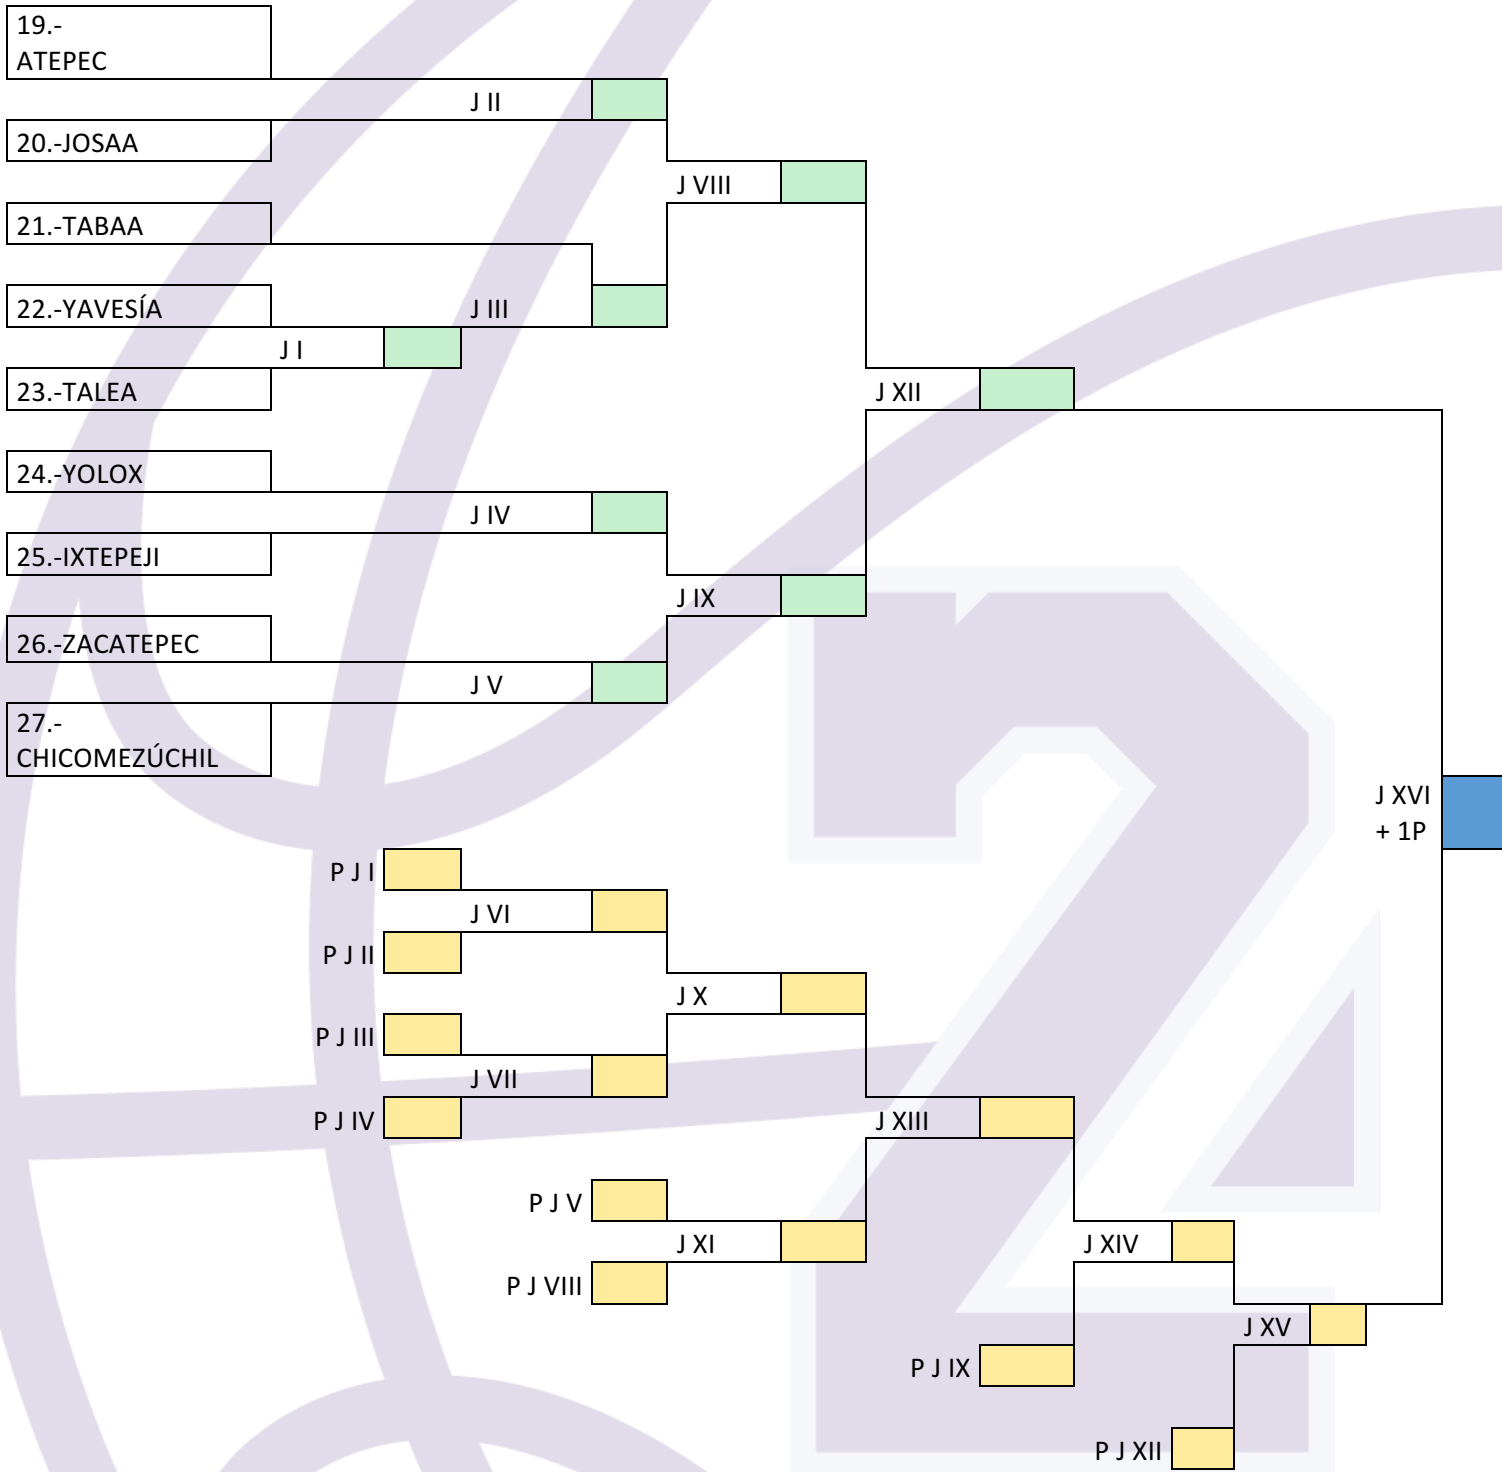 19.-
ATEPEC
J II
20.-JOSAA
J VIII
21.-TABAA
22.-YAVESÍA
J III
J I
23.-TALEA
J XII
24.-YOLOX
J IV
25.-IXTEPEJI
J IX
26.-ZACATEPEC
J V
27.-
CHICOMEZÚCHIL
J XVI
+ 1P
P J I
J VI
P J II
J X
P J III
J VII
P J IV
J XIII
P J V
J XI
J XIV
P J VIII
J XV
P J IX
P J XII